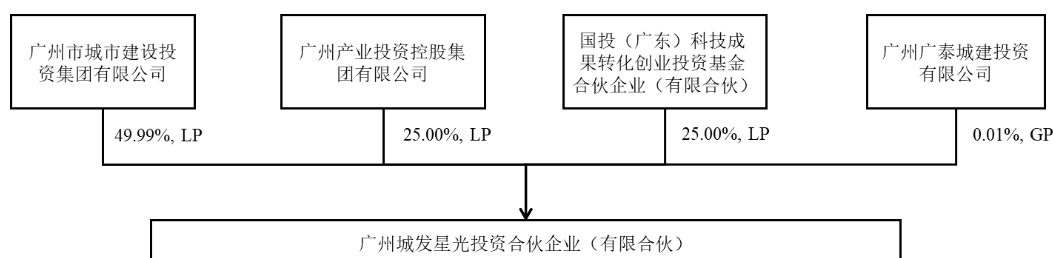 广州市城市建设投
资集团有限公司
广州产业投资控股集
团有限公司
国投（广东）科技成
果转化创业投资基金
合伙企业（有限合伙）
广州广泰城建投资
有限公司
49.99%, LP
25.00%, LP
25.00%, LP
0.01%, GP
广州城发星光投资合伙企业（有限合伙）